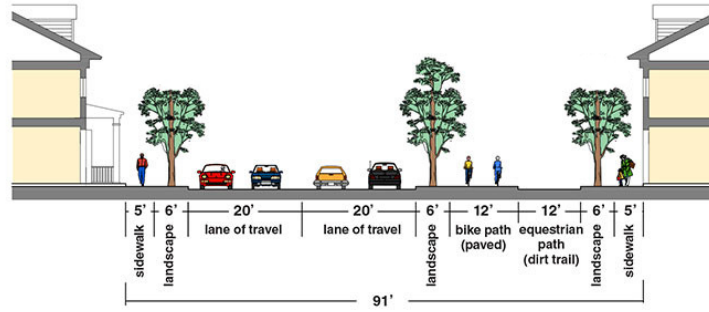 5' 6' 20' 20' 6' 12' 12' 6' 5'
sidewalk
landscape
lane of travel
lane of travel
landscape
bike path
(paved)
equestrian
path
(dirt trail)
landscape
sidewalk
91'